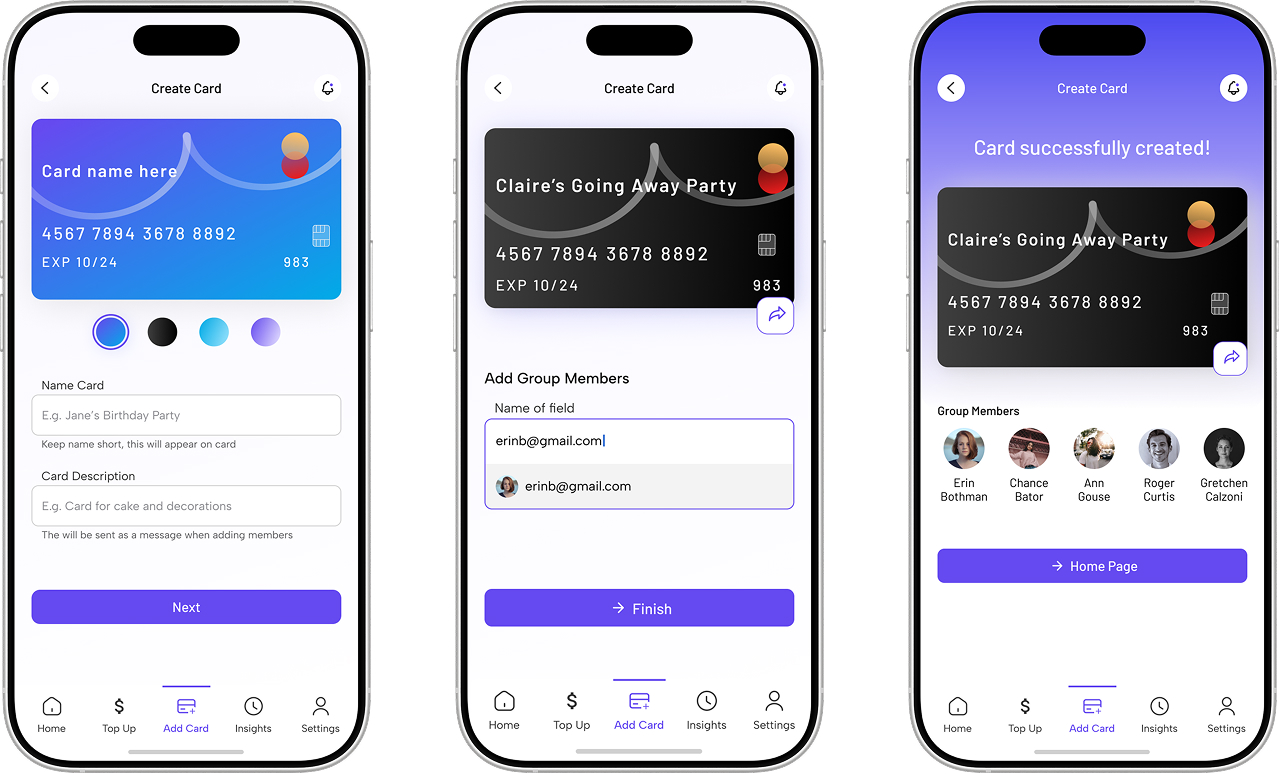 Create Card
Card name here
4567 7894 3678 8892
EXP 10/24 983
Name Card
E.g. Jane's Birthday Party
Keep name short, this will appear on card
Card Description
E.g. Card for cake and decorations
The will be sent as a message when adding members
Next
Home Top Up Add Card Insights Settings
Create Card
Claire's Going Away Party
4567 7894 3678 8892
EXP 10/24 983
Add Group Members
Name of field
erinb@gmail.com
erinb@gmail.com
Finish
Home Top Up Add Card Insights Settings
Create Card
Card successfully created!
Claire's Going Away Party
4567 7894 3678 8892
EXP 10/24 983
Group Members
Erin Chance Ann Roger Gretchen
Bothman Bator Gouse Curtis Calzoni
Home Page
Home Top Up Add Card Insights Settings